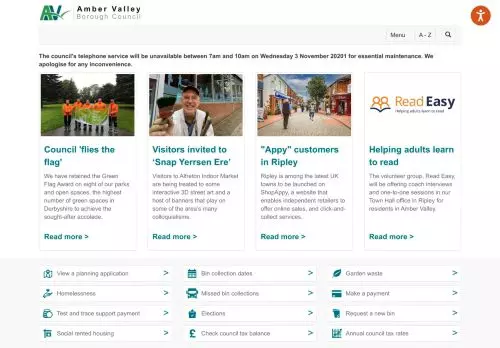 AV
Amber Valley
Borough Council
Menu
A - Z
The council's telephone service will be unavailable between 7am and 10am on Wednesday 3 November 20201 for essential maintenance. We
apologise for any inconvenience.
Read Easy
Helping adults learn to read
Council 'flies the
flag'
We have retained the Green
Flag Award on eight of our parks
and open spaces, the highest
number of green spaces in
Derbyshire to achieve the
sought-after accolade.
Read more >
Visitors invited to
‘Snap Yerrsen Ere’
Visitors to Alfreton Indoor Market
are being treated to some
interactive 3D street art and a
host of banners that play on
some of the area's many
colloquialisms.
Read more >
"Appy" customers
in Ripley
Ripley is among the latest UK
towns to be launched on
ShopAppy, a website that
enables independent retailers to
offer online sales, and click-and-
collect services.
Read more >
Helping adults learn
to read
The volunteer group, Read Easy,
will be offering coach interviews
and one-to-one sessions in our
Town Hall office in Ripley for
residents in Amber Valley.
Read more >
View a planning application >
Bin collection dates >
Garden waste >
Homelessness >
Missed bin collections >
Make a payment >
Test and trace support payment >
Elections >
Request a new bin >
Social rented housing >
£ Check council tax balance >
Annual council tax rates >